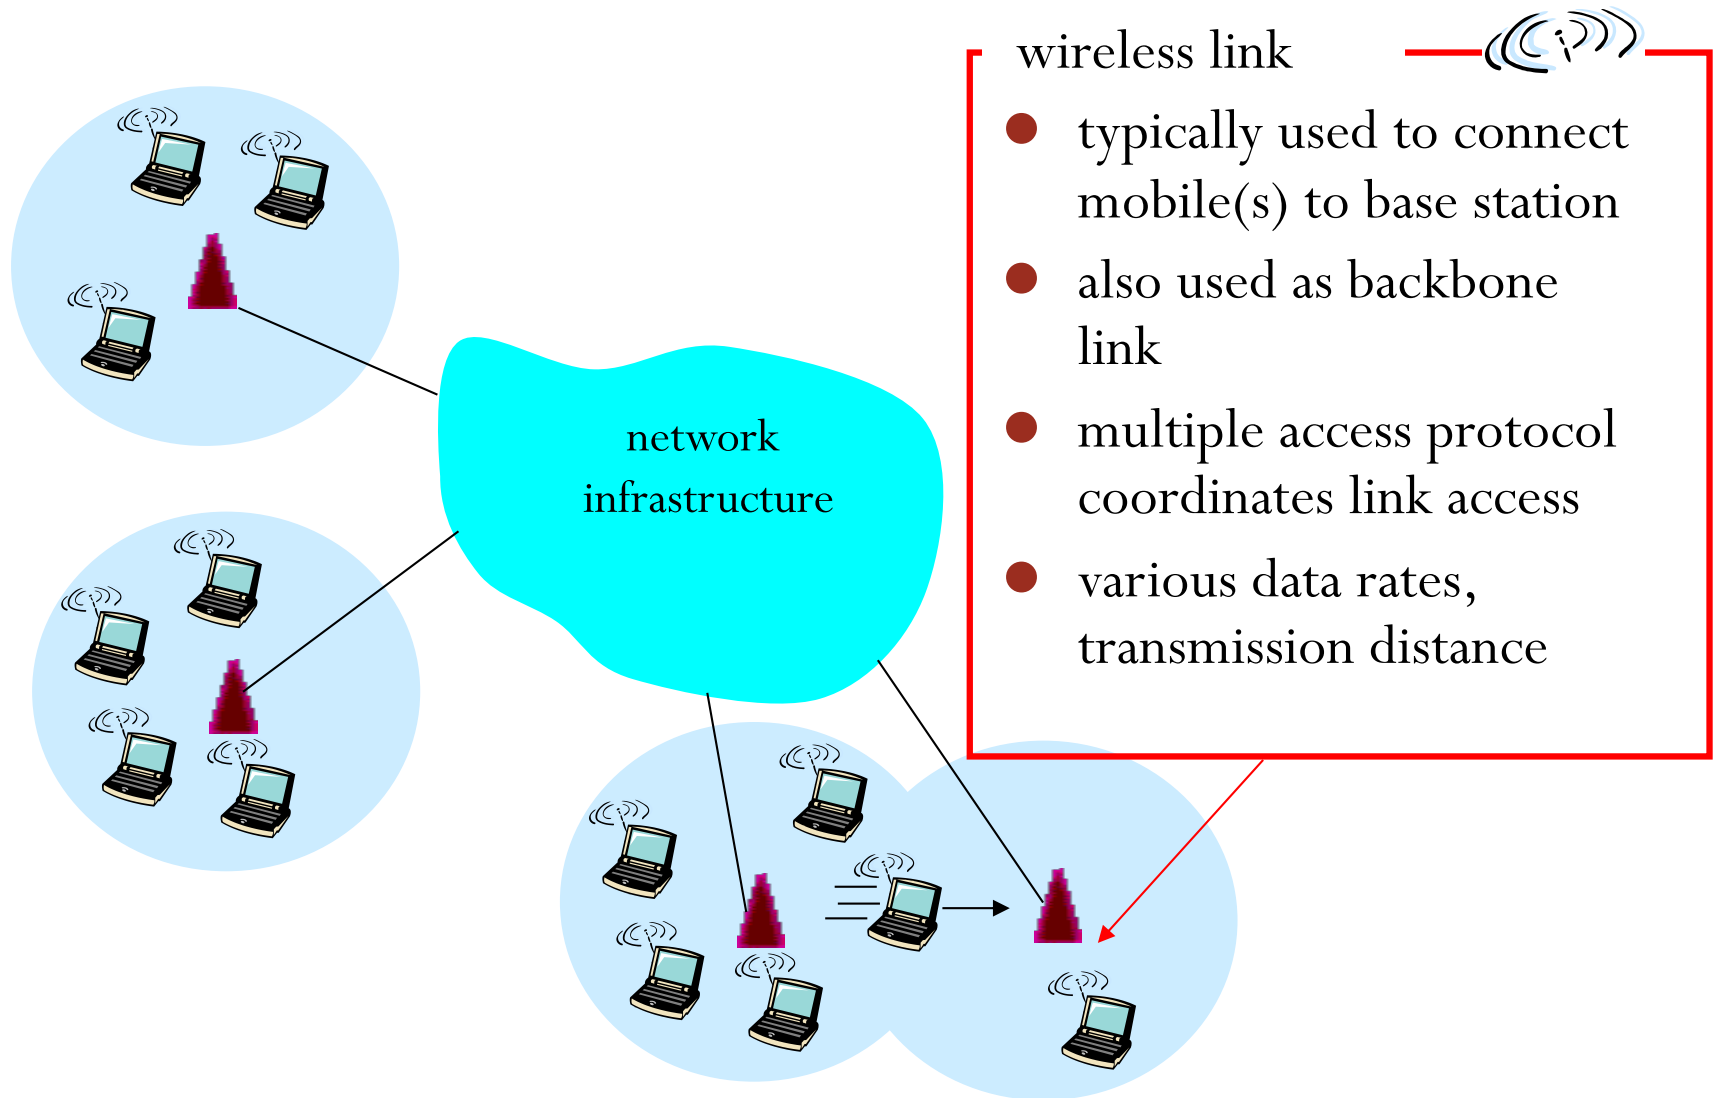 wireless link
typically used to connect
mobile(s) to base station
also used as backbone
link
multiple access protocol
coordinates link access
various data rates,
transmission distance
network
infrastructure